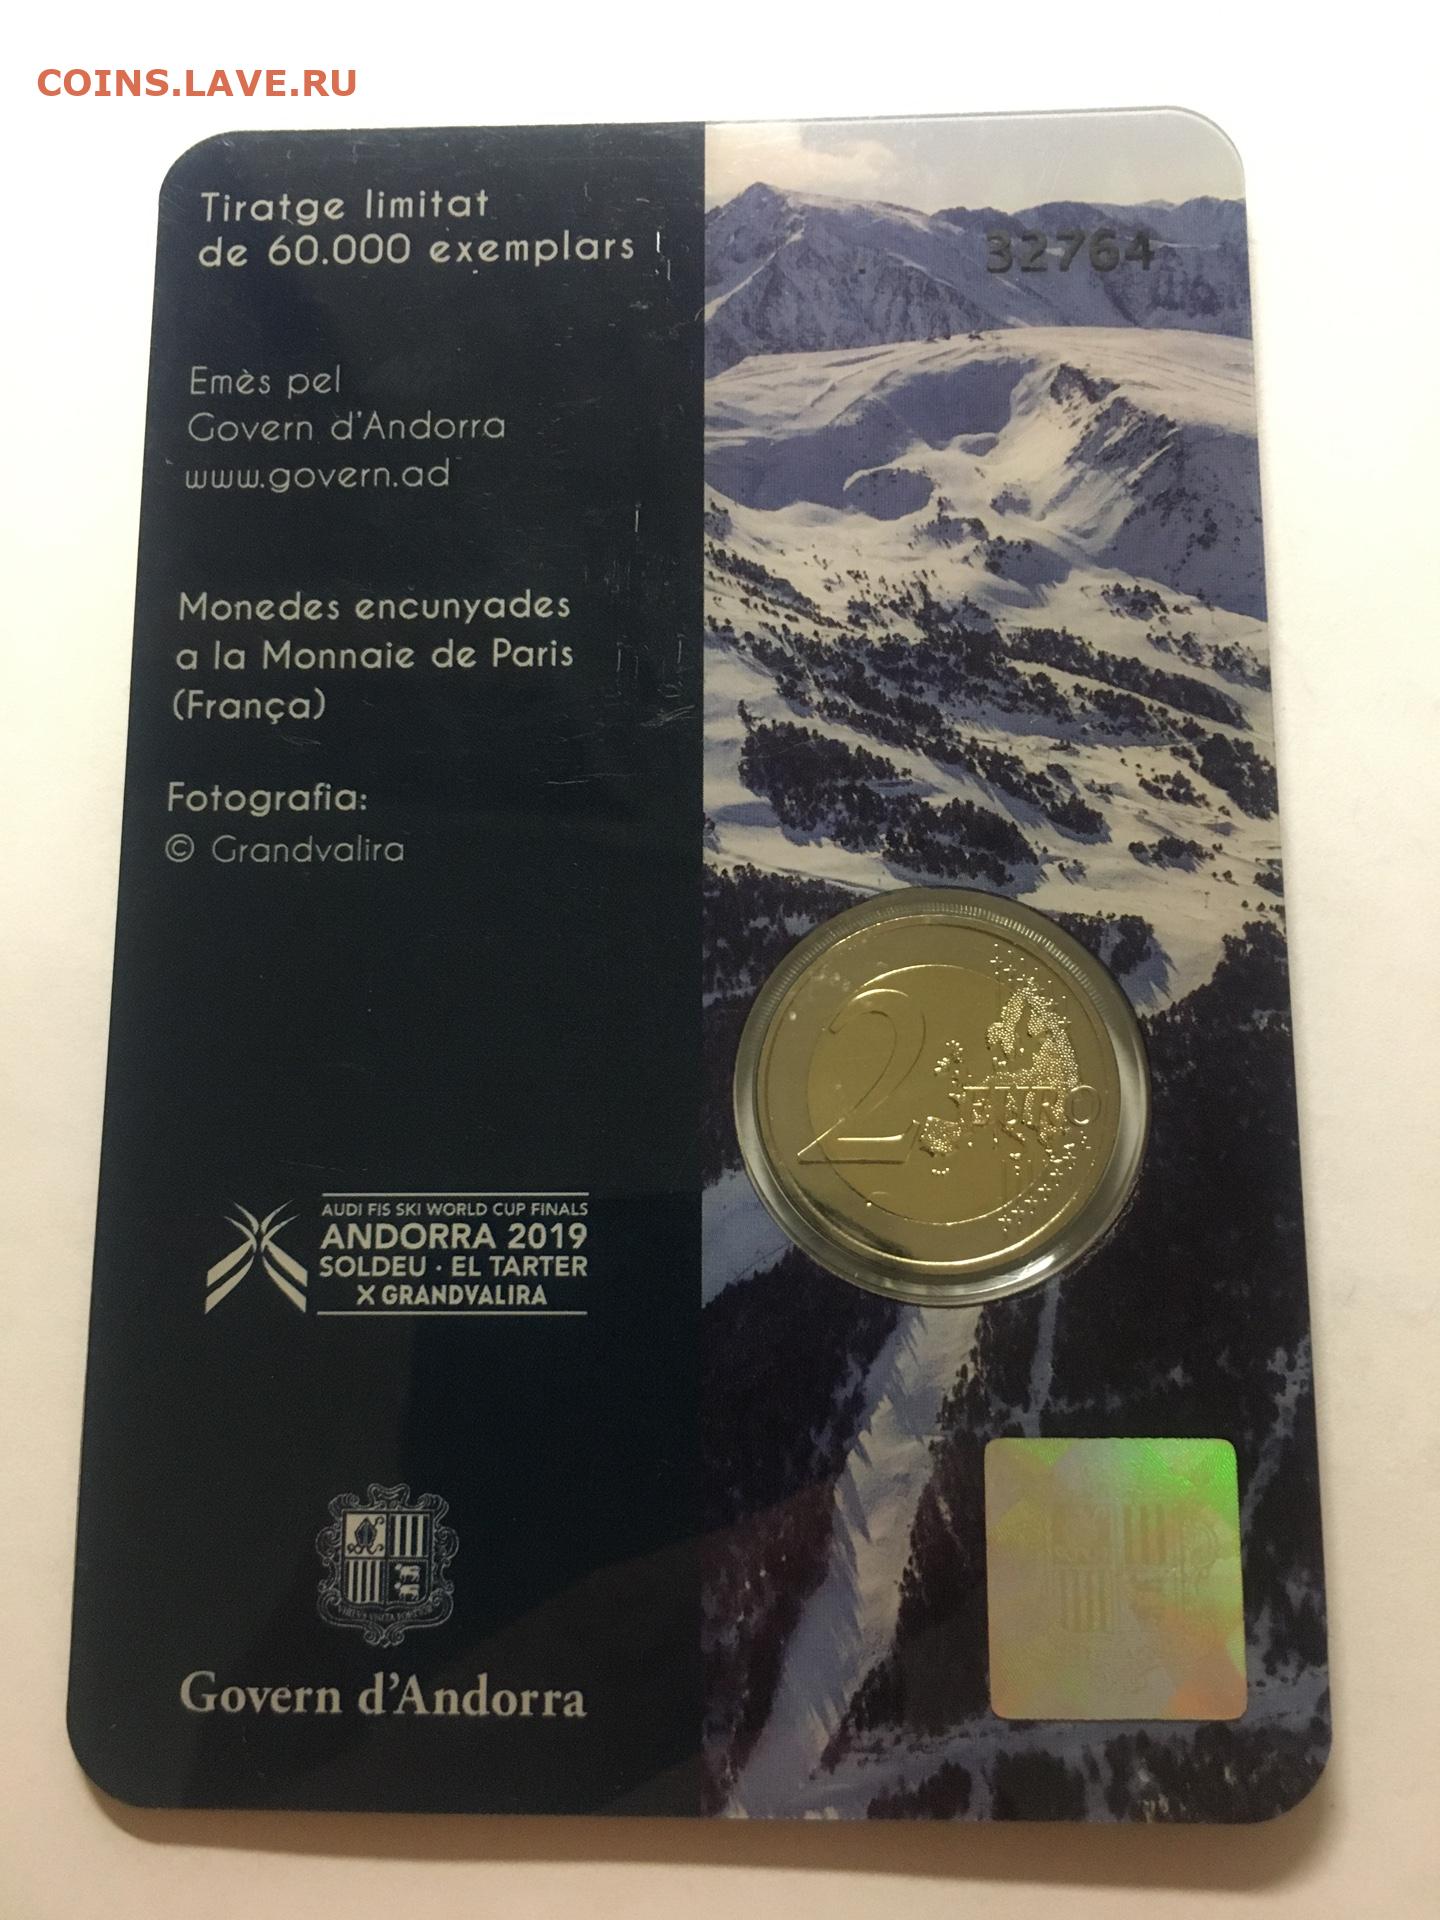 COINS.LAVE.RU
Tiratge limitat
de 60.000 exemplars
32764
Emès pel
Govern d'Andorra
www.govern.ad
Monedes encunyades
a la Monnaie de Paris
(França)
Fotografia:
© Grandvalira
2 EURO
AUDI FIS SKI WORLD CUP FINALS
ANDORRA 2019
SOLDEU · EL TARTER
X GRANDVALIRA
Govern d'Andorra